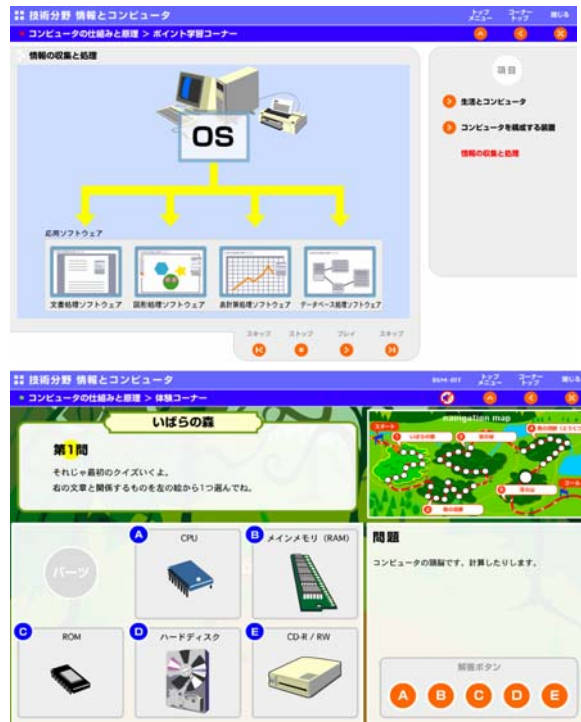 技術分野 情報とコンピュータ
トップ
メニュー
コーナー
トップ
閉じる
コンピュータの仕組みと原理 > ポイント学習コーナー
情報の収集と処理
OS
応用ソフトウェア
文書処理ソフトウェア
図形処理ソフトウェア
表計算処理ソフトウェア
データベース処理ソフトウェア
スキップ
ストップ
プレイ
スキップ
項目
生活とコンピュータ
コンピュータを構成する装置
情報の収集と処理
技術分野 情報とコンピュータ
BGM-OFF
トップ
メニュー
コーナー
トップ
閉じる
コンピュータの仕組みと原理 > 体験コーナー
いばらの森
第1問
それじゃ最初のクイズいくよ。
右の文章と関係するものを左の絵から1つ選んでね。
navigation map
スタート
いばらの森
ゴール
パーツ
A
CPU
B
メインメモリ (RAM)
C
ROM
D
ハードディスク
E
CD-R / RW
問題
コンピュータの頭脳です。計算したりします。
解答ボタン
A B C D E